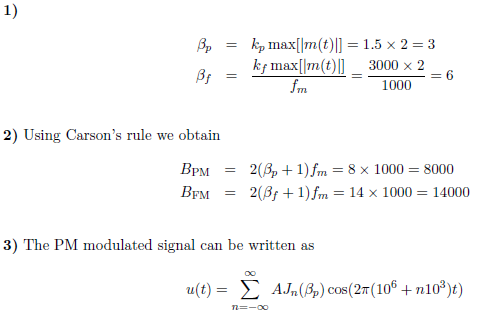 1)
β_p = k_p max[|m(t)|] = 1.5 × 2 = 3
β_f = k_f max[|m(t)|] / f_m = 3000 × 2 / 1000 = 6
2) Using Carson's rule we obtain
B_PM = 2(β_p + 1)f_m = 8 × 1000 = 8000
B_FM = 2(β_f + 1)f_m = 14 × 1000 = 14000
3) The PM modulated signal can be written as
u(t) = ∑_{n=−∞}^{∞} AJ_n(β_p) cos(2π(10^6 + n10^3)t)